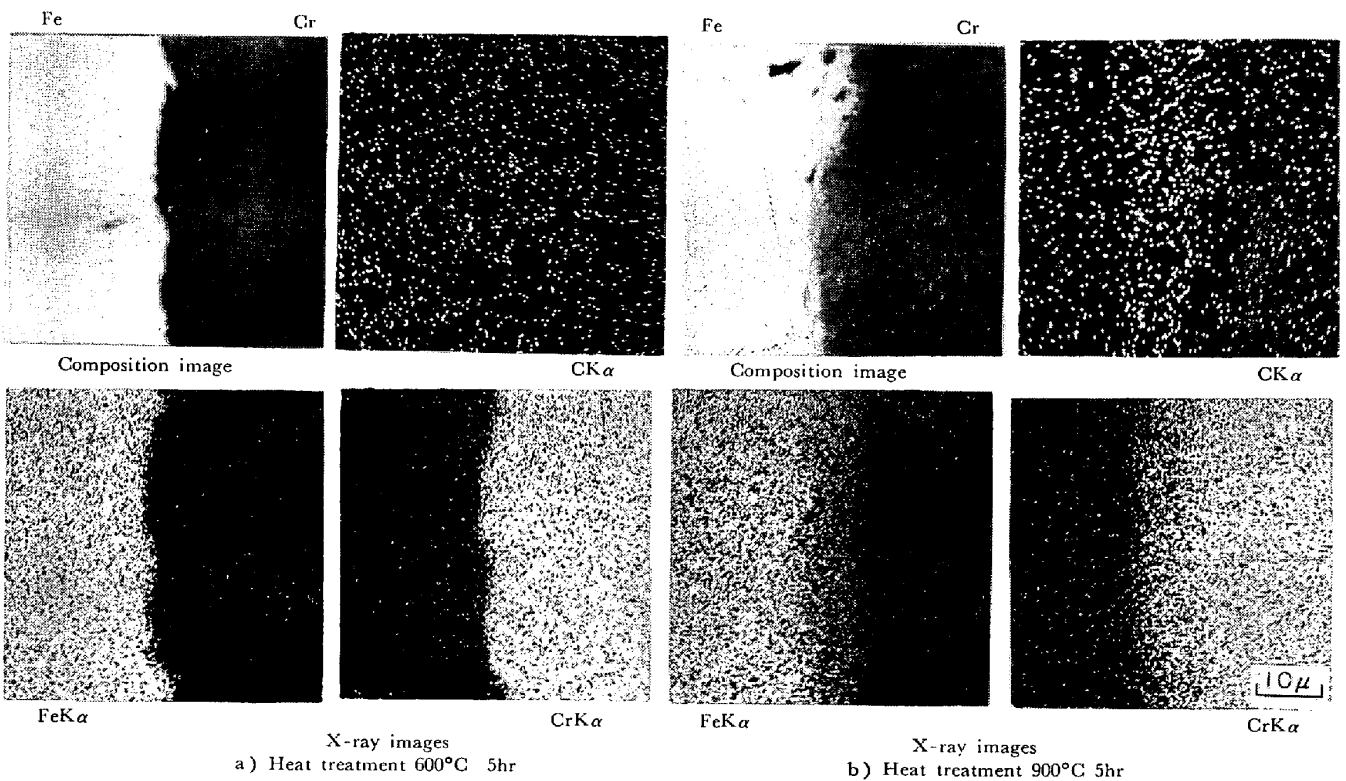 Fe Cr Fe Cr
Composition image CKα Composition image CKα
10μ
FeKα CrKα FeKα CrKα
X-ray images X-ray images
a) Heat treatment 600°C 5hr b) Heat treatment 900°C 5hr